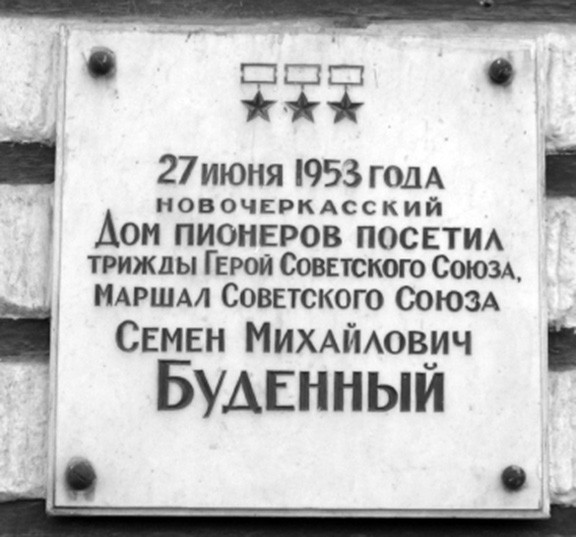 27 июня 1953 года
новочеркасский
Дом пионеров посетил
трижды Герой Советского Союза,
маршал Советского Союза
Семен Михайлович
Буденный